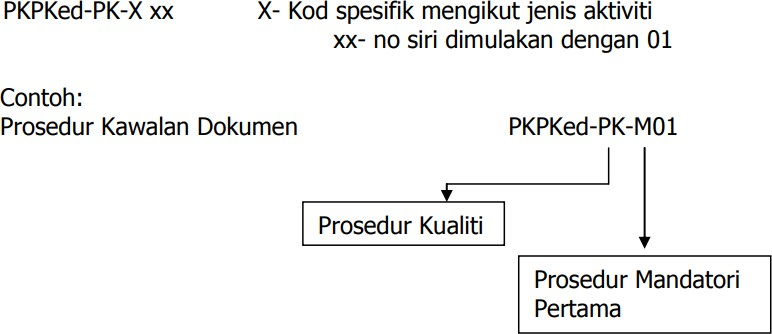 PKPKed-PK-X xx X- Kod spesifik mengikut jenis aktiviti
xx- no siri dimulakan dengan 01
Contoh:
Prosedur Kawalan Dokumen PKPKed-PK-M01
Prosedur Kualiti
Prosedur Mandatori
Pertama